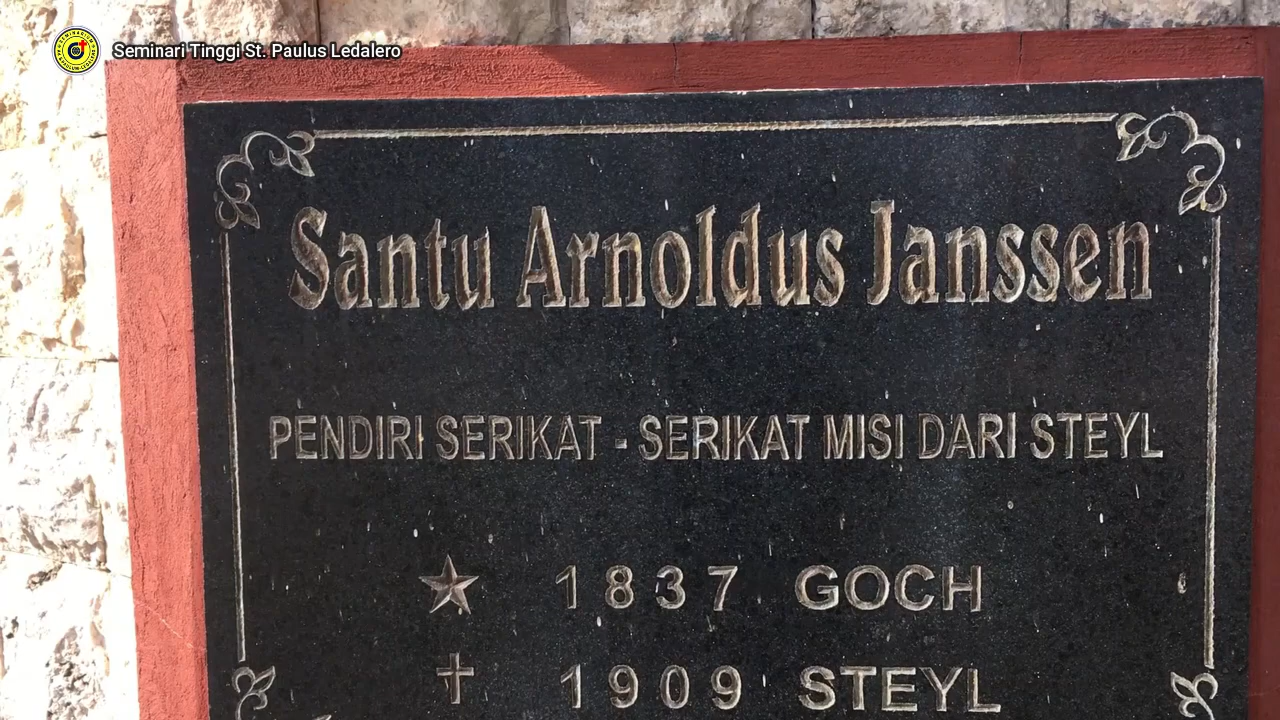 Seminari Tinggi St. Paulus Ledalero
Santu Arnoldus Janssen
PENDIRI SERIKAT - SERIKAT MISI DARI STEYL
1837 GOCH
1909 STEYL